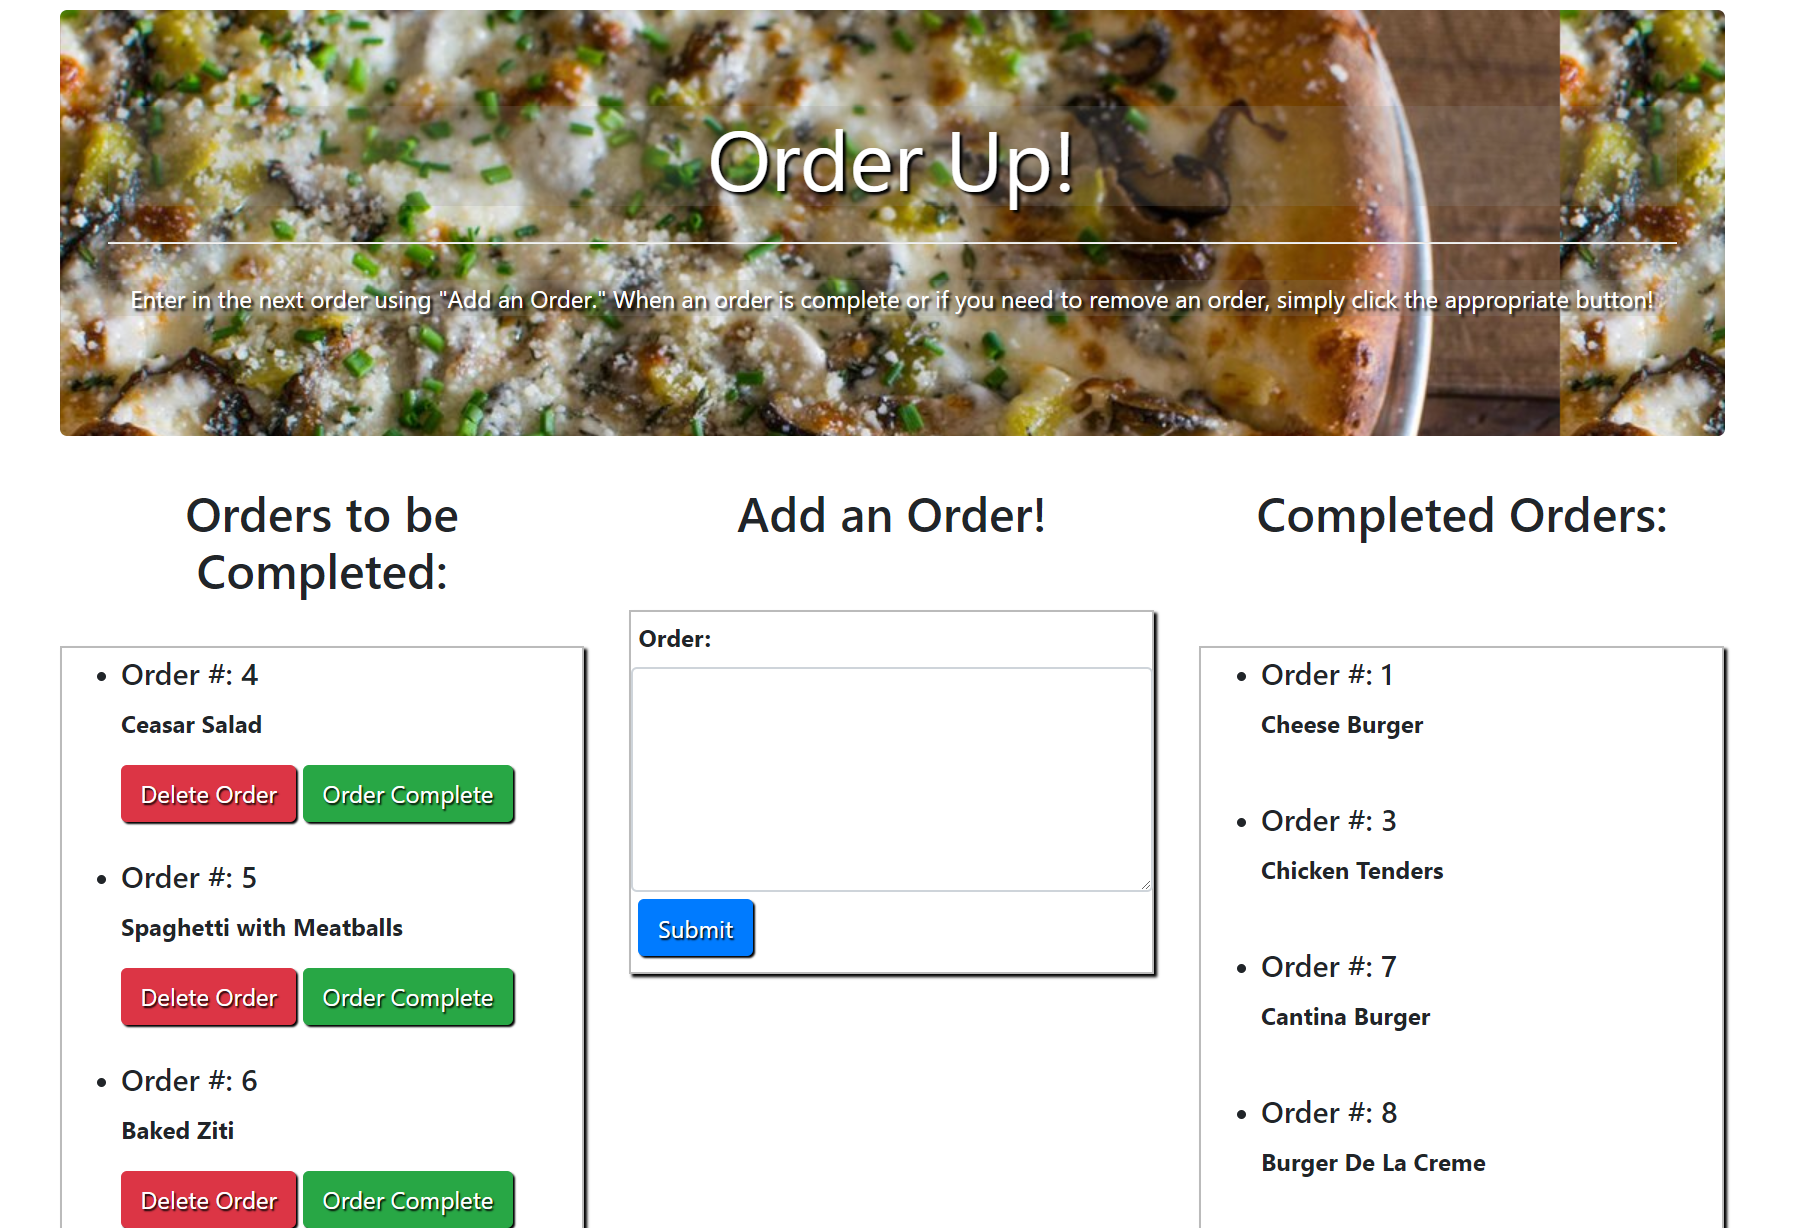 Order Up!
Enter in the next order using "Add an Order." When an order is complete or if you need to remove an order, simply click the appropriate button!
Orders to be
Completed:
Order #: 4
Ceasar Salad
Delete Order Order Complete
Order #: 5
Spaghetti with Meatballs
Delete Order Order Complete
Order #: 6
Baked Ziti
Delete Order Order Complete
Add an Order!
Order:
Submit
Completed Orders:
Order #: 1
Cheese Burger
Order #: 3
Chicken Tenders
Order #: 7
Cantina Burger
Order #: 8
Burger De La Creme